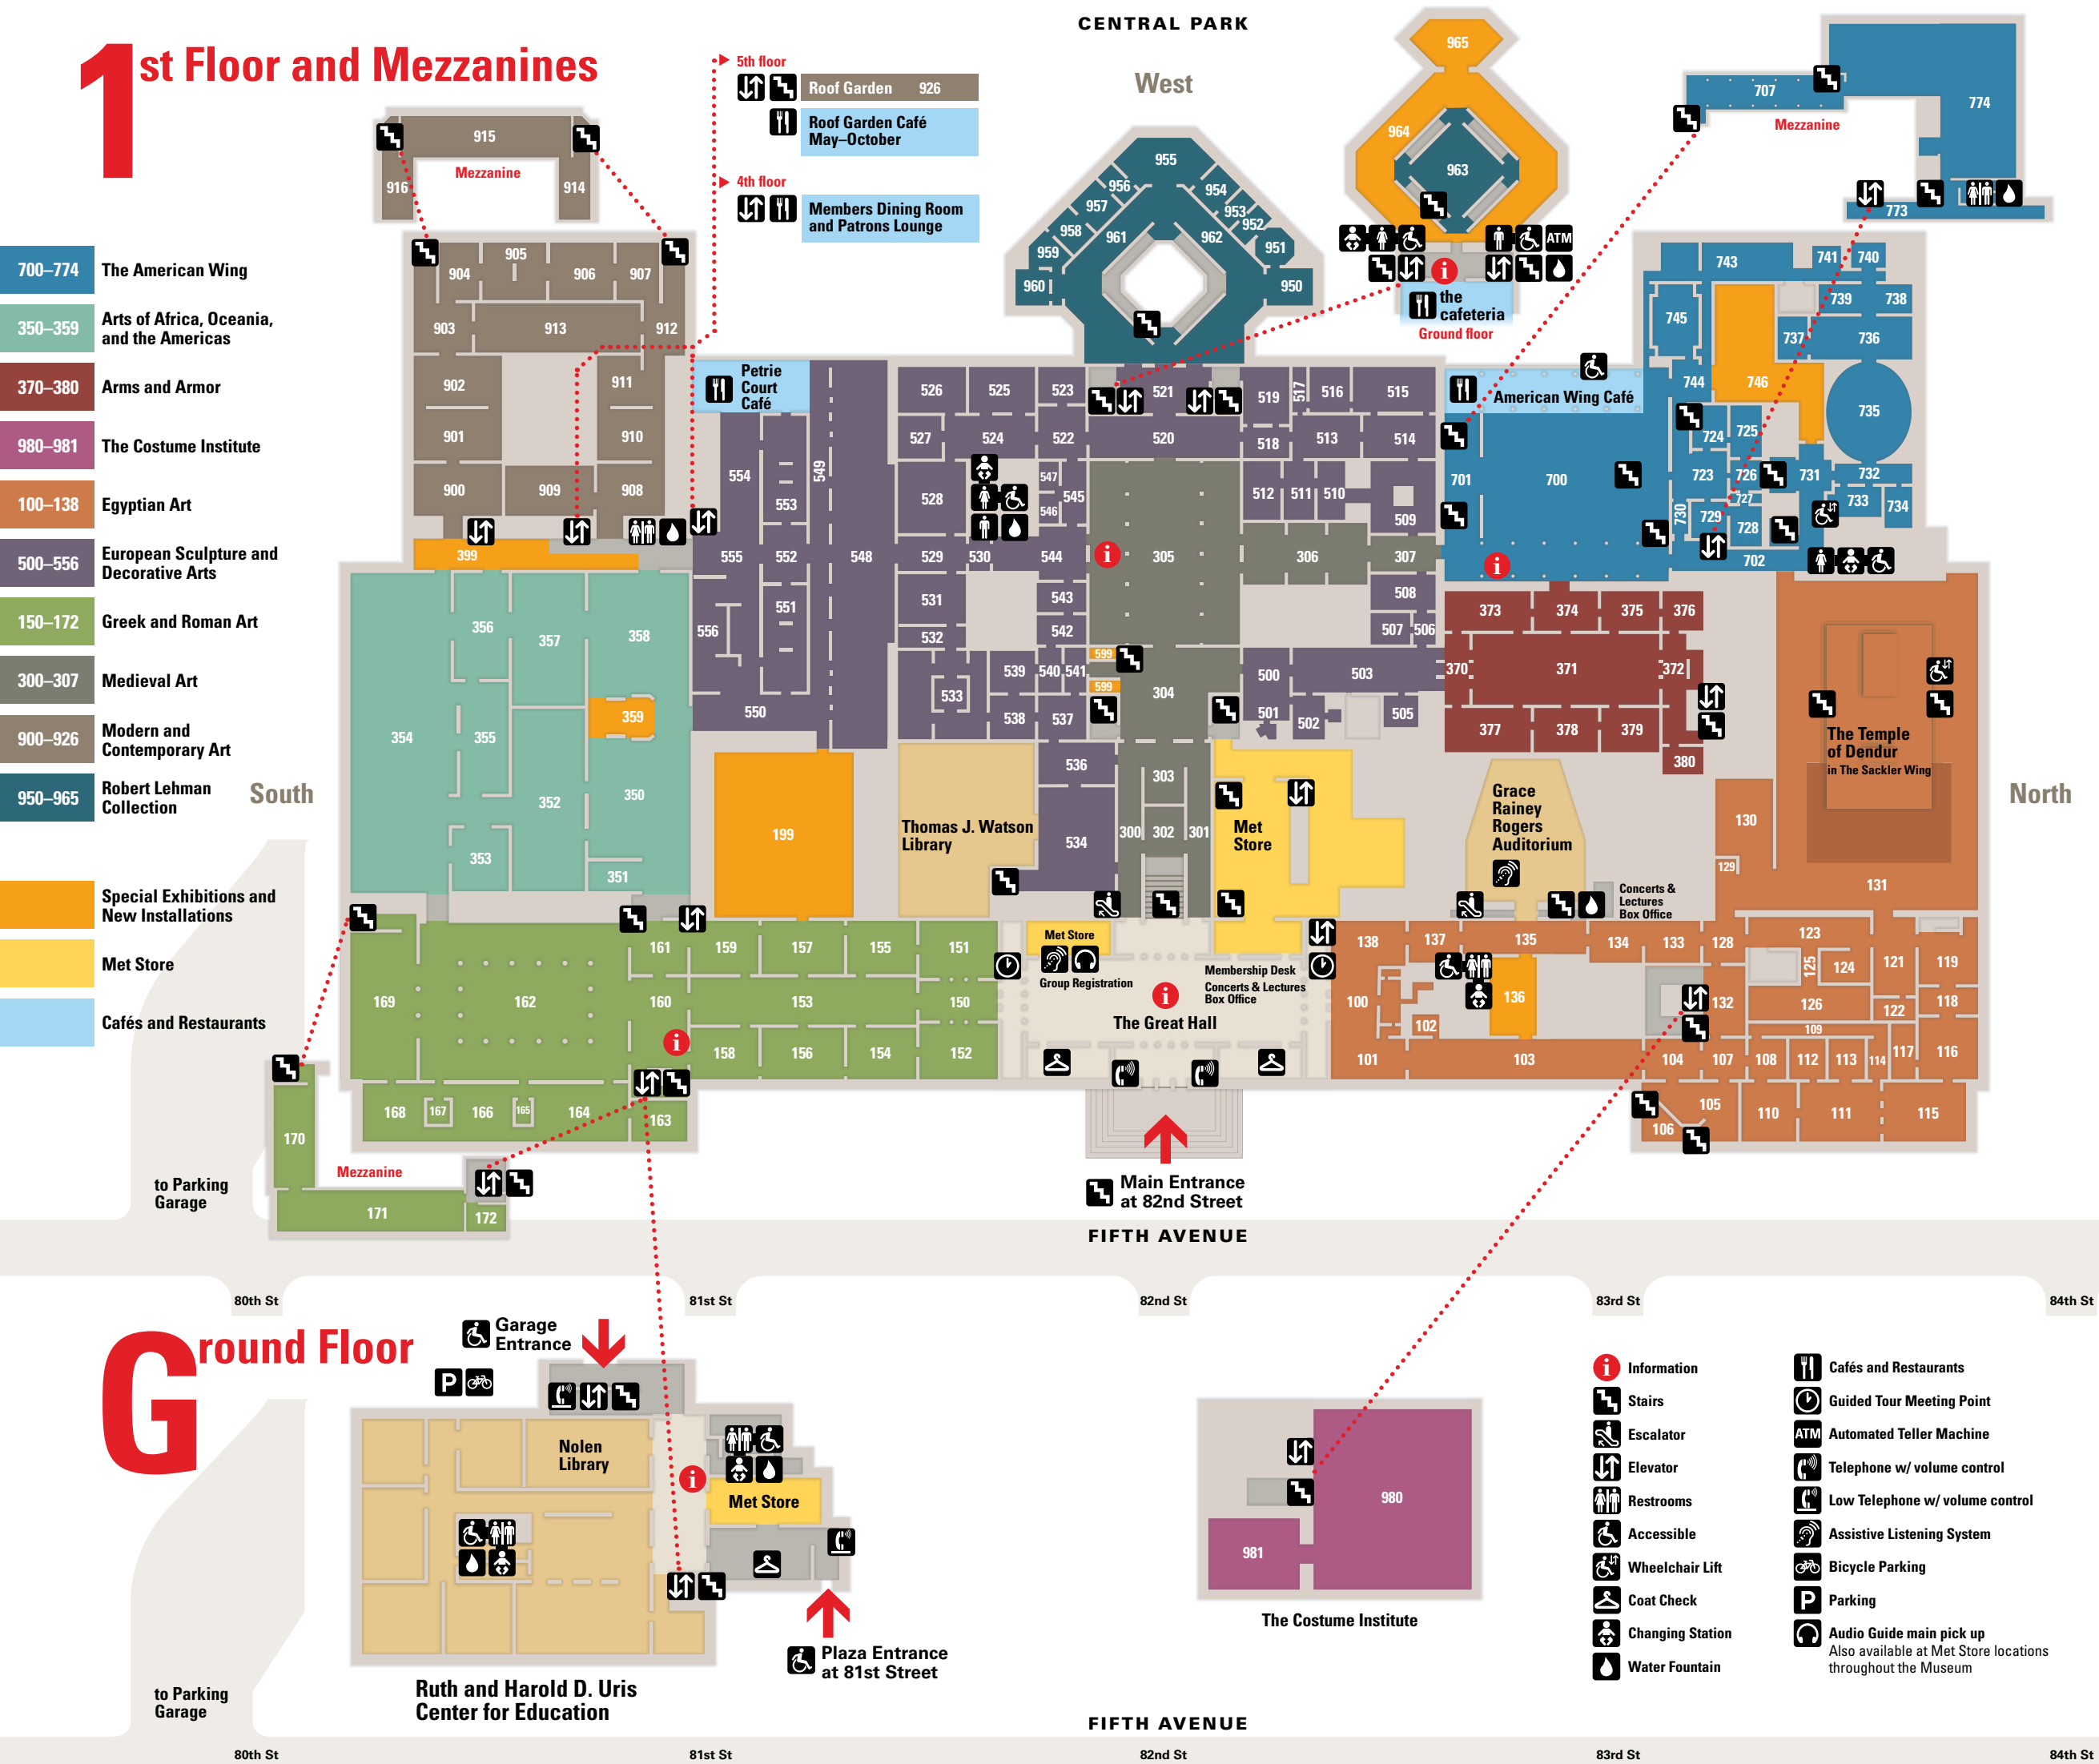 CENTRAL PARK
1st Floor and Mezzanines
West
5th floor
Roof Garden 926
Roof Garden Café
May–October
4th floor
Members Dining Room
and Patrons Lounge
915
Mezzanine
916
914
965
964
963
ATM
the
cafeteria
Ground floor
707
Mezzanine
774
773
955
956
954
957
953
958
952
961
962
959
951
960
950
700–774
The American Wing
350–359
Arts of Africa, Oceania,
and the Americas
370–380
Arms and Armor
980–981
The Costume Institute
100–138
Egyptian Art
500–556
European Sculpture and
Decorative Arts
150–172
Greek and Roman Art
300–307
Medieval Art
900–926
Modern and
Contemporary Art
950–965
Robert Lehman
Collection
Special Exhibitions and
New Installations
Met Store
Cafés and Restaurants
South
North
904
905
906
907
903
913
912
902
911
901
910
900
909
908
399
Petrie
Court
Café
549
554
553
555
552
548
551
556
550
526
525
523
521
519
517
516
515
527
524
522
520
518
513
514
528
547
545
546
512
511
510
509
529
530
544
305
306
307
531
543
508
532
542
507
506
599
599
533
539
540
541
538
537
304
500
503
501
502
505
536
534
303
300
302
301
American Wing Café
701
700
743
741
740
745
739
738
737
736
744
746
735
724
725
723
726
731
732
727
733
734
730
729
728
702
373
374
375
376
370
371
372
377
378
379
380
The Temple
of Dendur
in The Sackler Wing
356
357
358
359
354
355
352
350
353
351
199
Thomas J. Watson
Library
Met
Store
Grace
Rainey
Rogers
Auditorium
Concerts &
Lectures
Box Office
130
129
131
161
159
157
155
151
169
162
160
153
150
158
156
154
152
168
167
166
165
164
163
170
Mezzanine
171
172
Met Store
Group Registration
Membership Desk
Concerts & Lectures
Box Office
The Great Hall
138
137
135
134
133
128
123
125
124
121
119
100
136
132
126
122
118
102
109
101
103
104
107
108
112
113
114
117
116
105
106
110
111
115
to Parking
Garage
Main Entrance
at 82nd Street
FIFTH AVENUE
80th St
81st St
82nd St
83rd St
84th St
Ground Floor
Garage
Entrance
P
Nolen
Library
Met Store
Plaza Entrance
at 81st Street
Ruth and Harold D. Uris
Center for Education
to Parking
Garage
980
981
The Costume Institute
Information
Stairs
Escalator
Elevator
Restrooms
Accessible
Wheelchair Lift
Coat Check
Changing Station
Water Fountain
Cafés and Restaurants
Guided Tour Meeting Point
ATM Automated Teller Machine
Telephone w/ volume control
Low Telephone w/ volume control
Assistive Listening System
Bicycle Parking
P Parking
Audio Guide main pick up
Also available at Met Store locations
throughout the Museum
FIFTH AVENUE
80th St
81st St
82nd St
83rd St
84th St